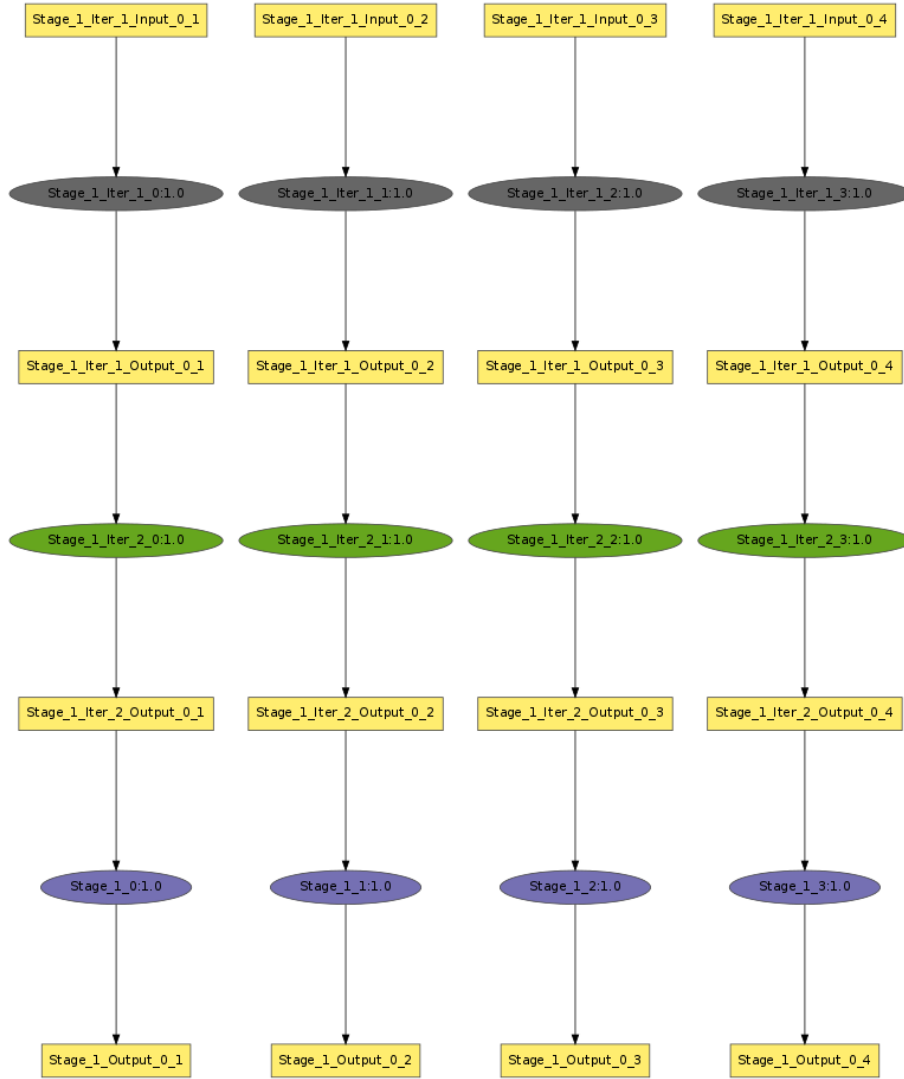 Stage_1_Iter_1_Input_0_1
Stage_1_Iter_1_Input_0_2
Stage_1_Iter_1_Input_0_3
Stage_1_Iter_1_Input_0_4
Stage_1_Iter_1_0:1.0
Stage_1_Iter_1_1:1.0
Stage_1_Iter_1_2:1.0
Stage_1_Iter_1_3:1.0
Stage_1_Iter_1_Output_0_1
Stage_1_Iter_1_Output_0_2
Stage_1_Iter_1_Output_0_3
Stage_1_Iter_1_Output_0_4
Stage_1_Iter_2_0:1.0
Stage_1_Iter_2_1:1.0
Stage_1_Iter_2_2:1.0
Stage_1_Iter_2_3:1.0
Stage_1_Iter_2_Output_0_1
Stage_1_Iter_2_Output_0_2
Stage_1_Iter_2_Output_0_3
Stage_1_Iter_2_Output_0_4
Stage_1_0:1.0
Stage_1_1:1.0
Stage_1_2:1.0
Stage_1_3:1.0
Stage_1_Output_0_1
Stage_1_Output_0_2
Stage_1_Output_0_3
Stage_1_Output_0_4